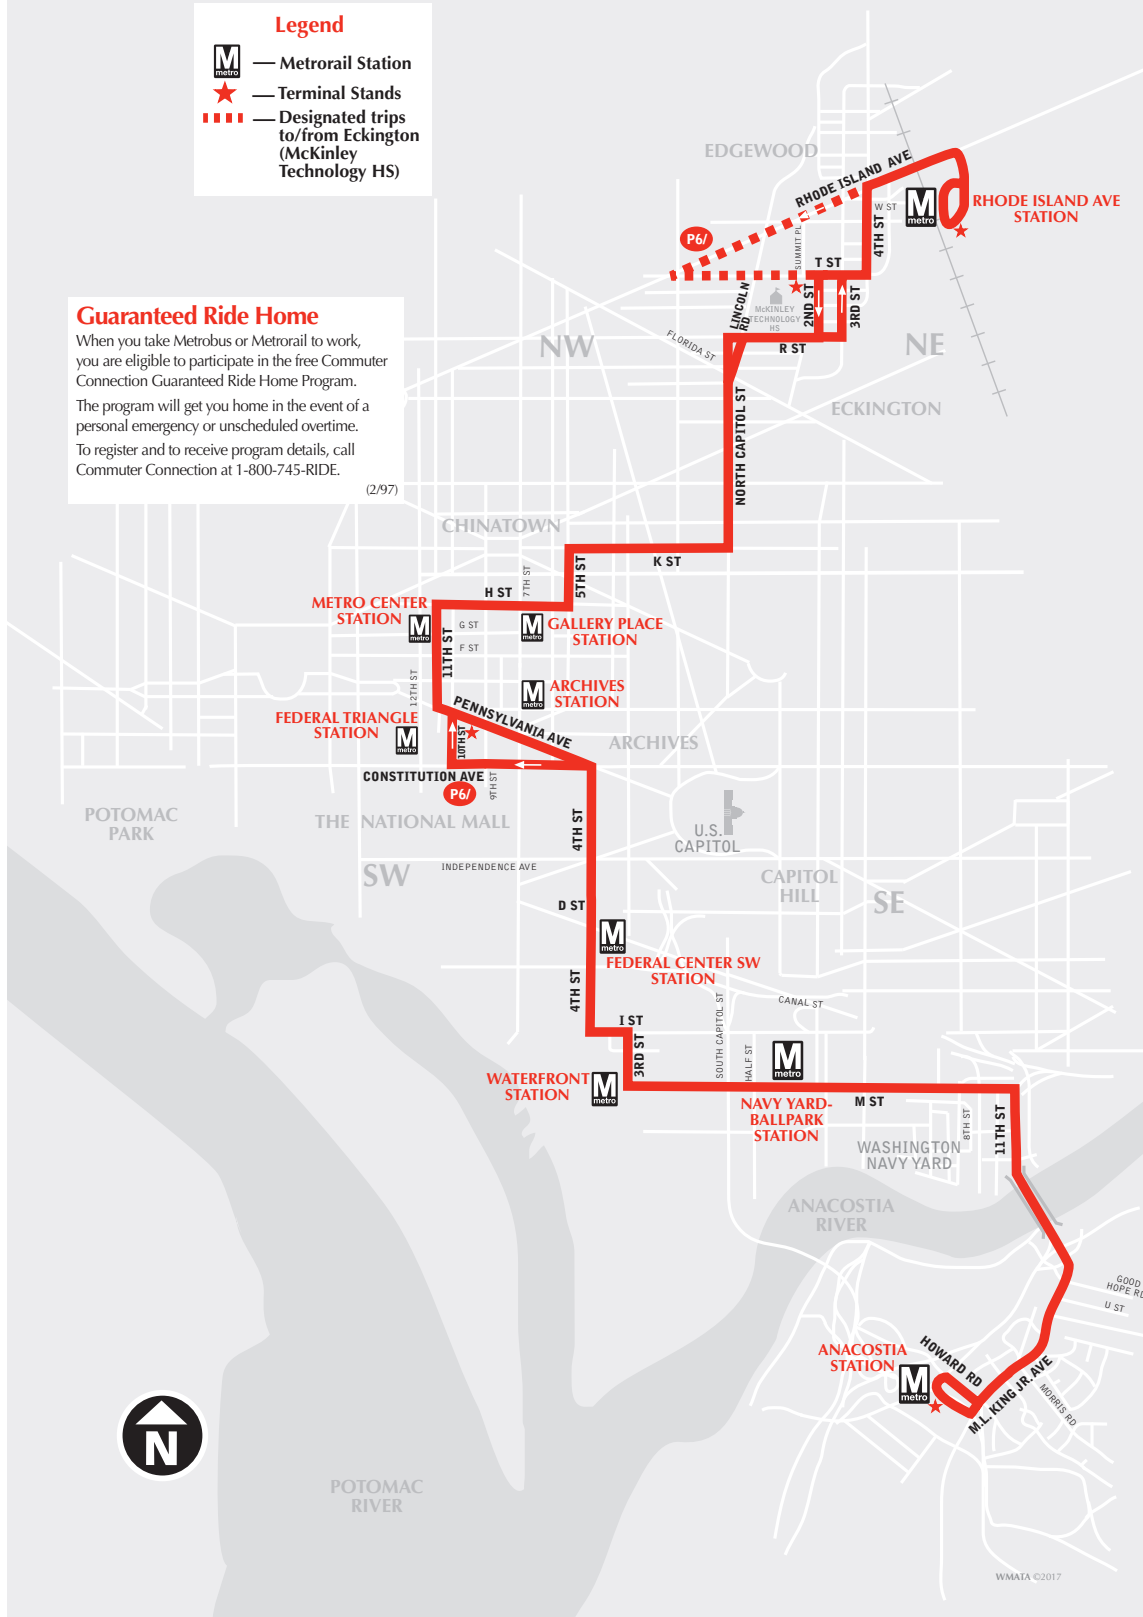 Legend
M
metro
— Metrorail Station
— Terminal Stands
— Designated trips
to/from Eckington
(McKinley
Technology HS)
EDGEWOOD
RHODE ISLAND AVE
W ST
M
metro
RHODE ISLAND AVE
STATION
P6/
SUMMIT PL
4TH ST
T ST
LINCOLN
RD
McKINLEY
TECHNOLOGY
HS
2ND ST
3RD ST
Guaranteed Ride Home
When you take Metrobus or Metrorail to work,
you are eligible to participate in the free Commuter
Connection Guaranteed Ride Home Program.
The program will get you home in the event of a
personal emergency or unscheduled overtime.
To register and to receive program details, call
Commuter Connection at 1-800-745-RIDE.
(2/97)
NW
FLORIDA ST
R ST
NE
ECKINGTON
NORTH CAPITOL ST
CHINATOWN
K ST
5TH ST
7TH ST
H ST
METRO CENTER
STATION
M
metro
G ST
F ST
11TH ST
12TH ST
M
metro
GALLERY PLACE
STATION
M
metro
ARCHIVES
STATION
FEDERAL TRIANGLE
STATION
M
metro
PENNSYLVANIA AVE
10TH ST
ARCHIVES
CONSTITUTION AVE
9TH ST
P6/
POTOMAC
PARK
THE NATIONAL MALL
4TH ST
U.S.
CAPITOL
INDEPENDENCE AVE
SW
CAPITOL
HILL
SE
D ST
M
metro
FEDERAL CENTER SW
STATION
4TH ST
I ST
3RD ST
SOUTH CAPITOL ST
CANAL ST
HALF ST
M
metro
WATERFRONT
STATION
M
metro
NAVY YARD-
BALLPARK
STATION
M ST
8TH ST
11TH ST
WASHINGTON
NAVY YARD
ANACOSTIA
RIVER
GOOD
HOPE RD
U ST
ANACOSTIA
STATION
M
metro
HOWARD RD
M.L. KING JR. AVE
MORRIS RD
N
POTOMAC
RIVER
WMATA ©2017